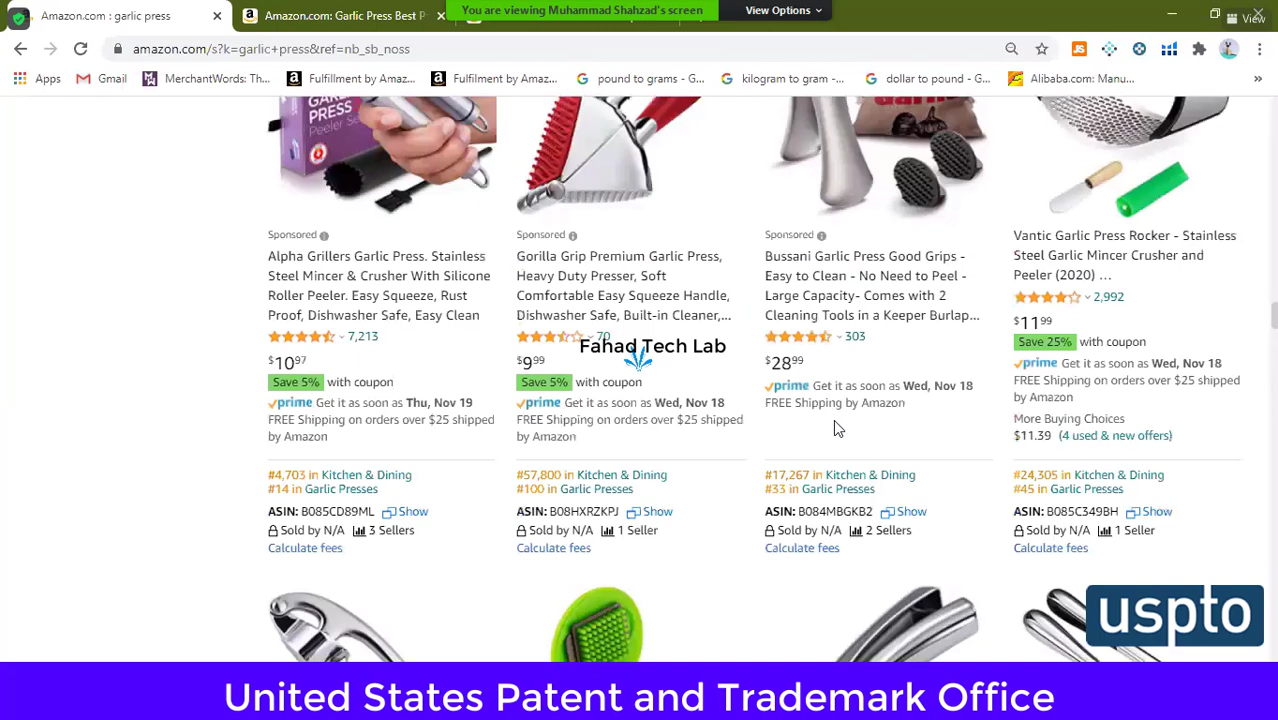 Amazon.com : garlic press
Amazon.com: Garlic Press Best P
You are viewing Muhammad Shahzad's screen
View Options
View
amazon.com/s?k=garlic+press&ref=nb_sb_noss
Apps
Gmail
MerchantWords: Th...
Fulfillment by Amaz...
Fulfilment by Amaz...
pound to grams - G...
kilogram to gram -...
dollar to pound - G...
Alibaba.com: Manu...
PRESS
Peeler Set
Sponsored
Alpha Grillers Garlic Press. Stainless
Steel Mincer & Crusher With Silicone
Roller Peeler. Easy Squeeze, Rust
Proof, Dishwasher Safe, Easy Clean
7,213
$10 97
Save 5% with coupon
prime Get it as soon as Thu, Nov 19
FREE Shipping on orders over $25 shipped
by Amazon
#4,703 in Kitchen & Dining
#14 in Garlic Presses
ASIN: B085CD89ML Show
Sold by N/A 3 Sellers
Calculate fees
Sponsored
Gorilla Grip Premium Garlic Press,
Heavy Duty Presser, Soft
Comfortable Easy Squeeze Handle,
Dishwasher Safe, Built-in Cleaner,...
70
Fahad Tech Lab
$9 99
Save 5% with coupon
prime Get it as soon as Wed, Nov 18
FREE Shipping on orders over $25 shipped
by Amazon
#57,800 in Kitchen & Dining
#100 in Garlic Presses
ASIN: B08HXRZKPJ Show
Sold by N/A 1 Seller
Calculate fees
Sponsored
Bussani Garlic Press Good Grips -
Easy to Clean - No Need to Peel -
Large Capacity- Comes with 2
Cleaning Tools in a Keeper Burlap...
303
$28 99
prime Get it as soon as Wed, Nov 18
FREE Shipping by Amazon
#17,267 in Kitchen & Dining
#33 in Garlic Presses
ASIN: B084MBGKB2 Show
Sold by N/A 2 Sellers
Calculate fees
Vantic Garlic Press Rocker - Stainless
Steel Garlic Mincer Crusher and
Peeler (2020) ...
2,992
$11 99
Save 25% with coupon
prime Get it as soon as Wed, Nov 18
FREE Shipping on orders over $25 shipped
by Amazon
More Buying Choices
$11.39 (4 used & new offers)
#24,305 in Kitchen & Dining
#45 in Garlic Presses
ASIN: B085C349BH Show
Sold by N/A 1 Seller
Calculate fees
uspto
United States Patent and Trademark Office